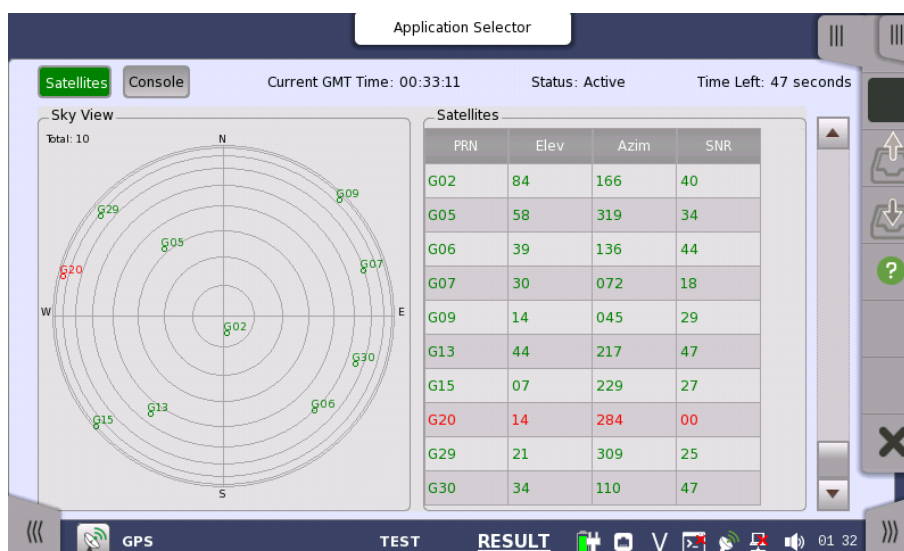 Application Selector
Satellites Console Current GMT Time: 00:33:11 Status: Active Time Left: 47 seconds
Sky View
Total: 10
N
G09
G29
G05
G20
G07
W
E
G02
G30
G13
G06
G15
S
Satellites
PRN Elev Azim SNR
G02 84 166 40
G05 58 319 34
G06 39 136 44
G07 30 072 18
G09 14 045 29
G13 44 217 47
G15 07 229 27
G20 14 284 00
G29 21 309 25
G30 34 110 47
GPS TEST RESULT V 01 32